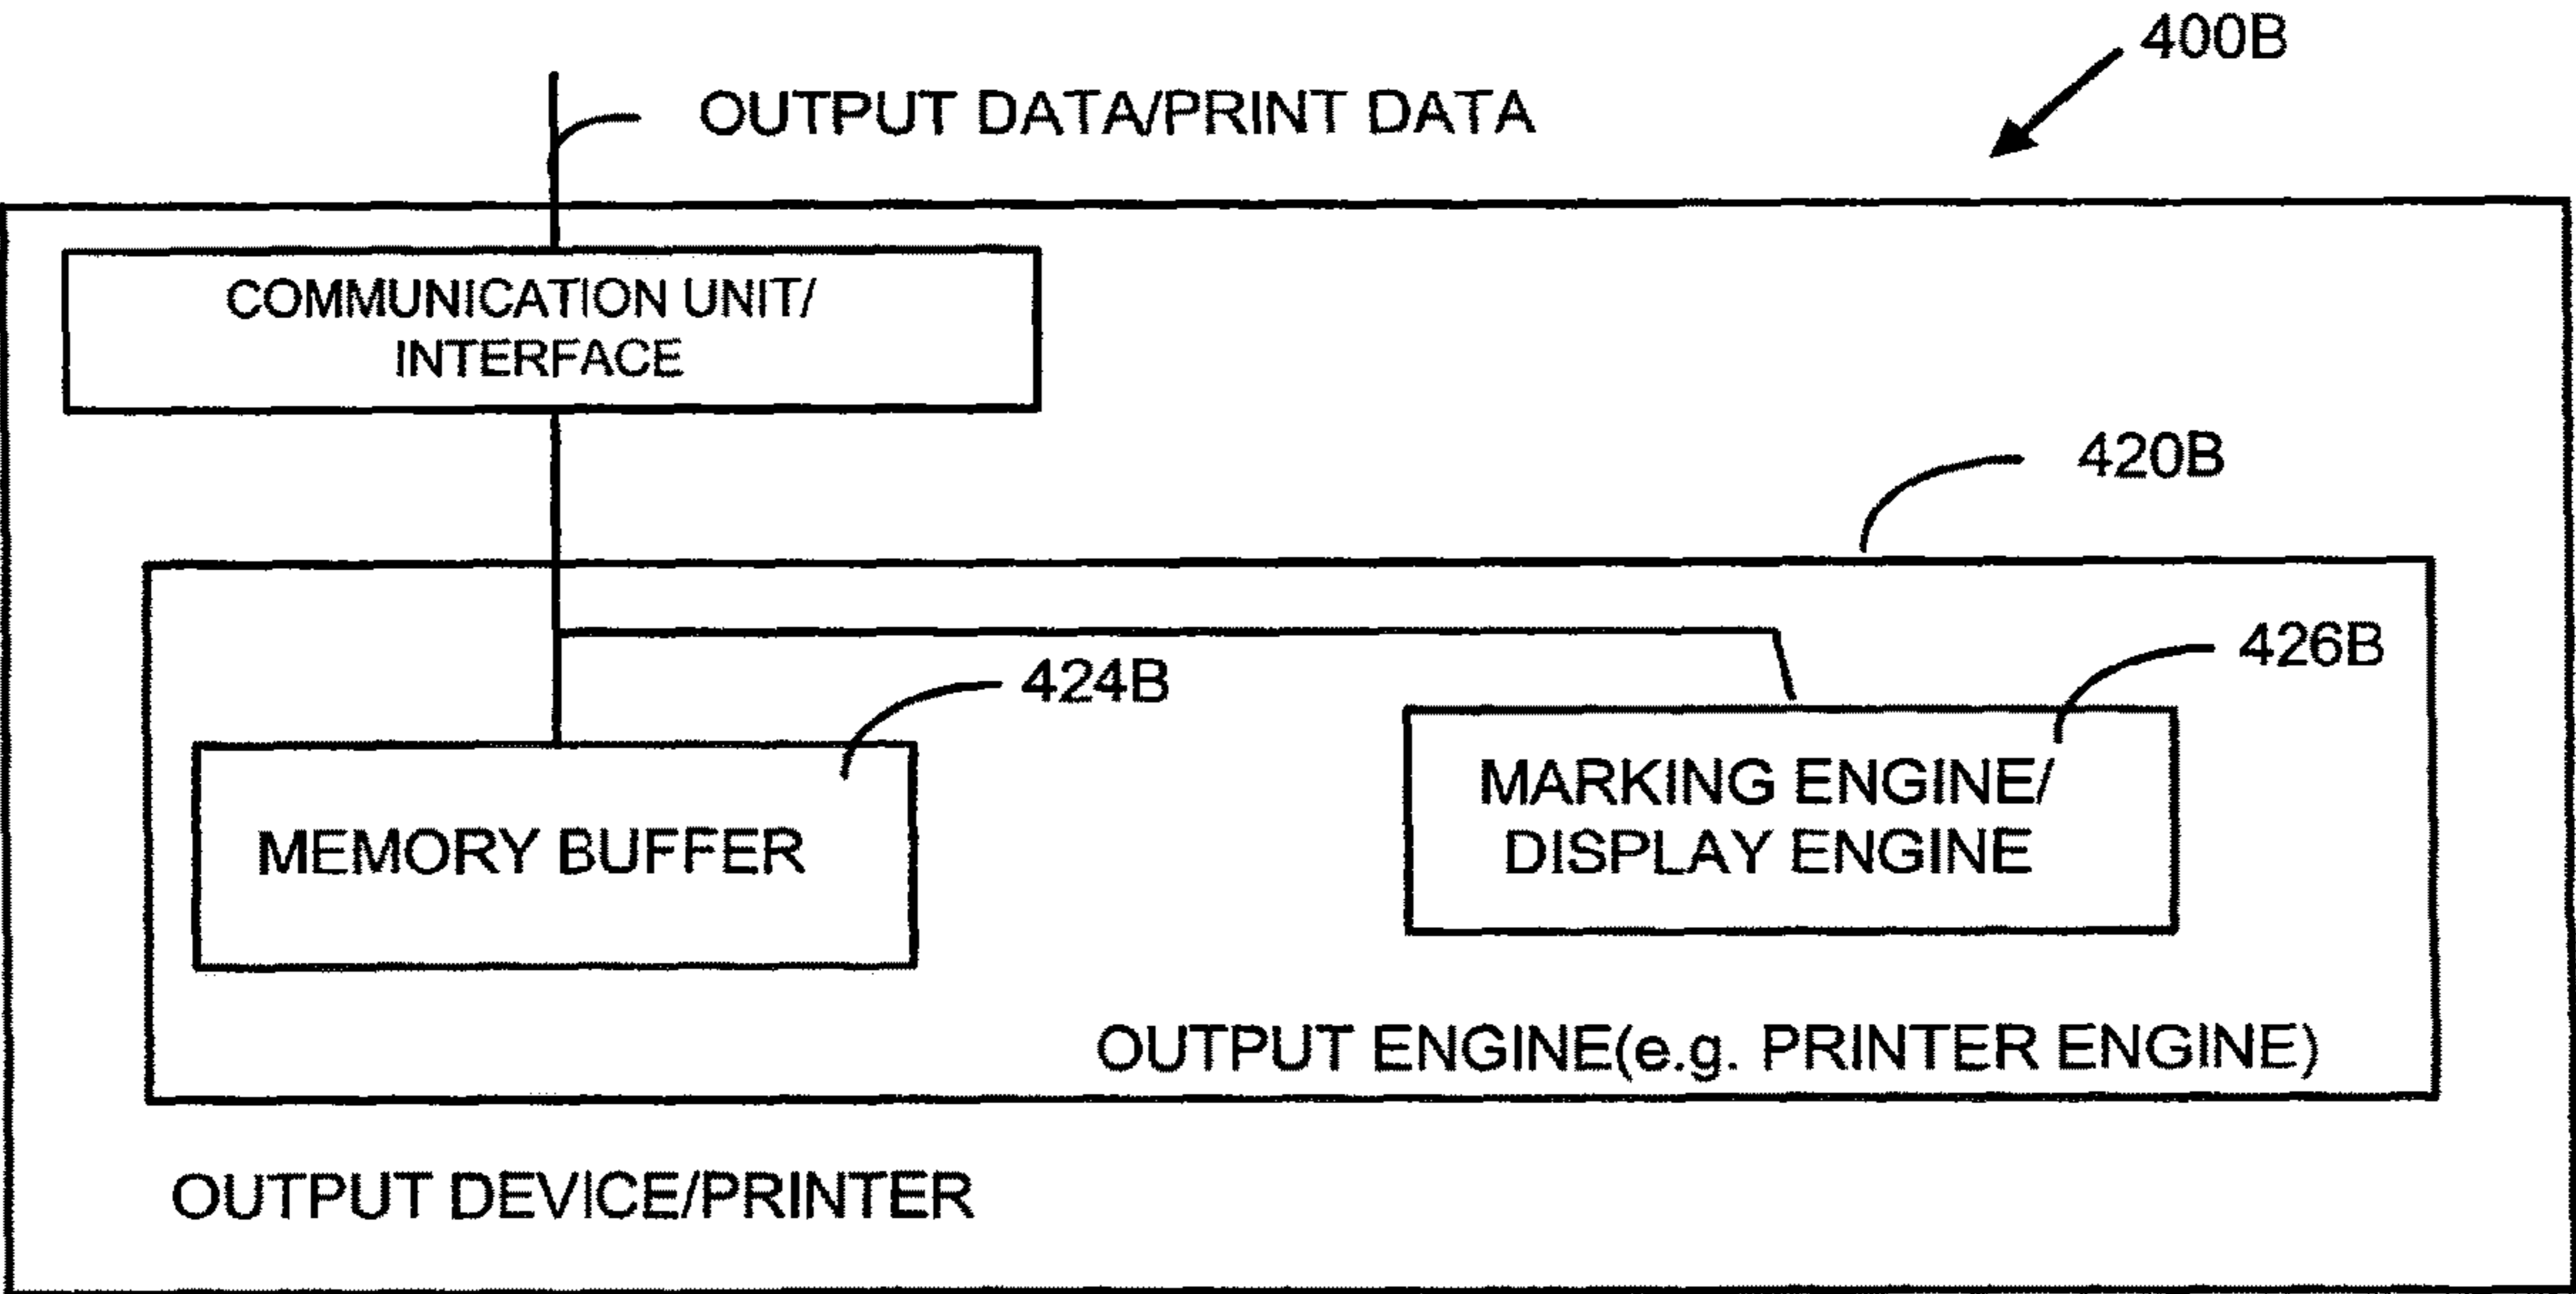 400B
OUTPUT DATA/PRINT DATA
COMMUNICATION UNIT/
INTERFACE
420B
426B
424B
MARKING ENGINE/
DISPLAY ENGINE
MEMORY BUFFER
OUTPUT ENGINE(e.g. PRINTER ENGINE)
OUTPUT DEVICE/PRINTER